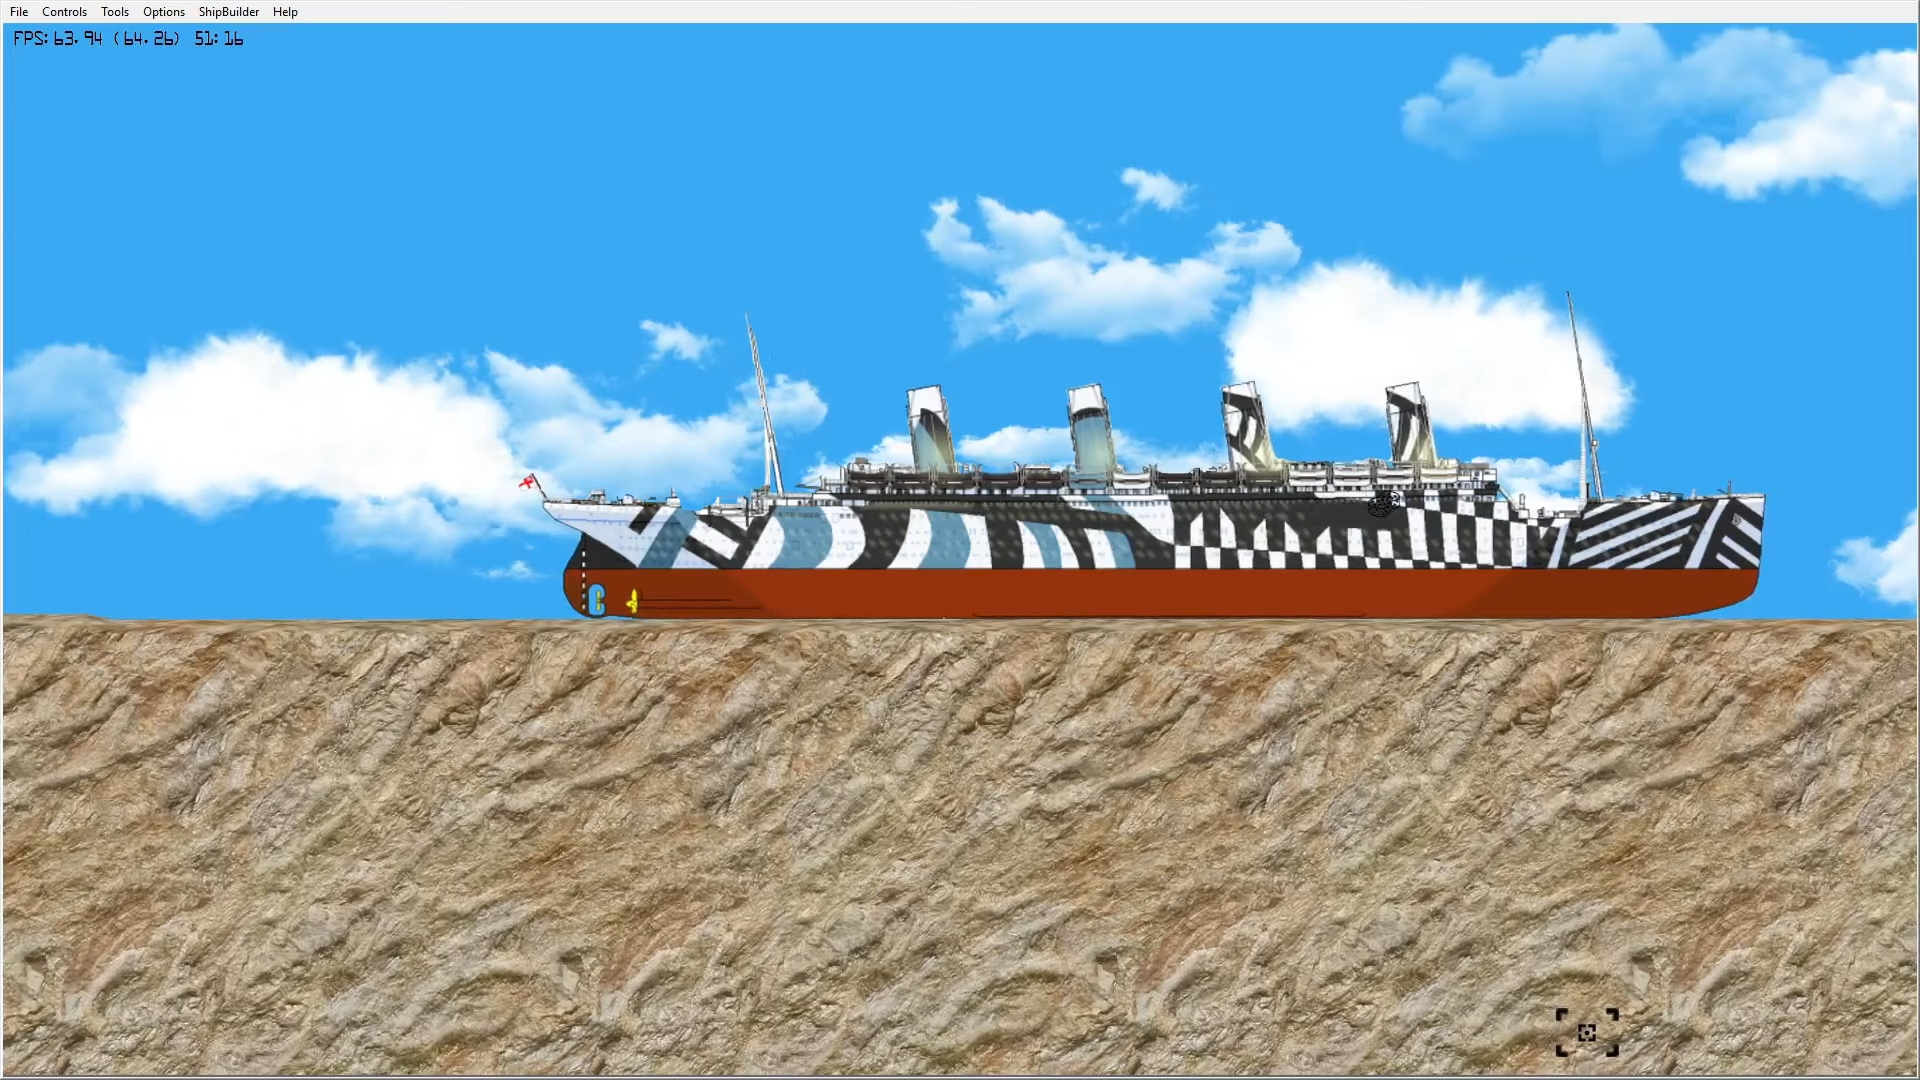 File Controls Tools Options ShipBuilder Help
FPS: 63.94 (64.26) 51:16